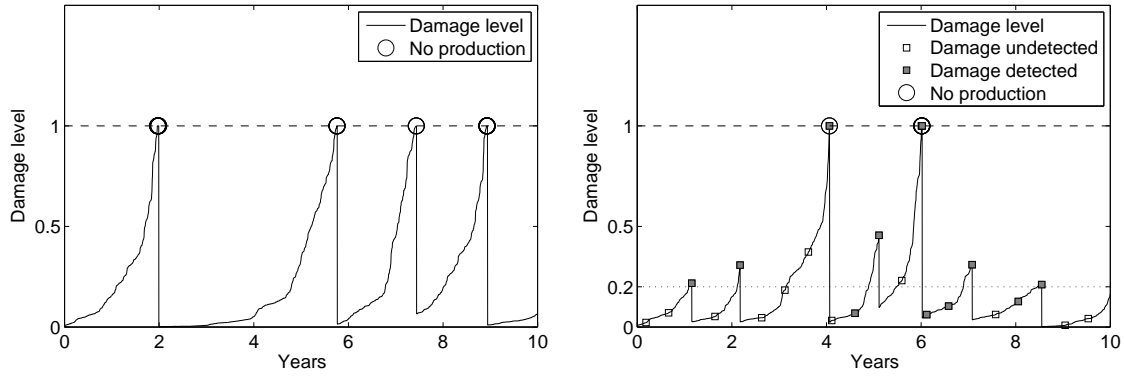 Damage level
No production
1
0.5
0
0 2 4 6 8 10
Years
Damage level
Damage level
Damage undetected
Damage detected
No production
1
0.5
0.2
0
0 2 4 6 8 10
Years
Damage level